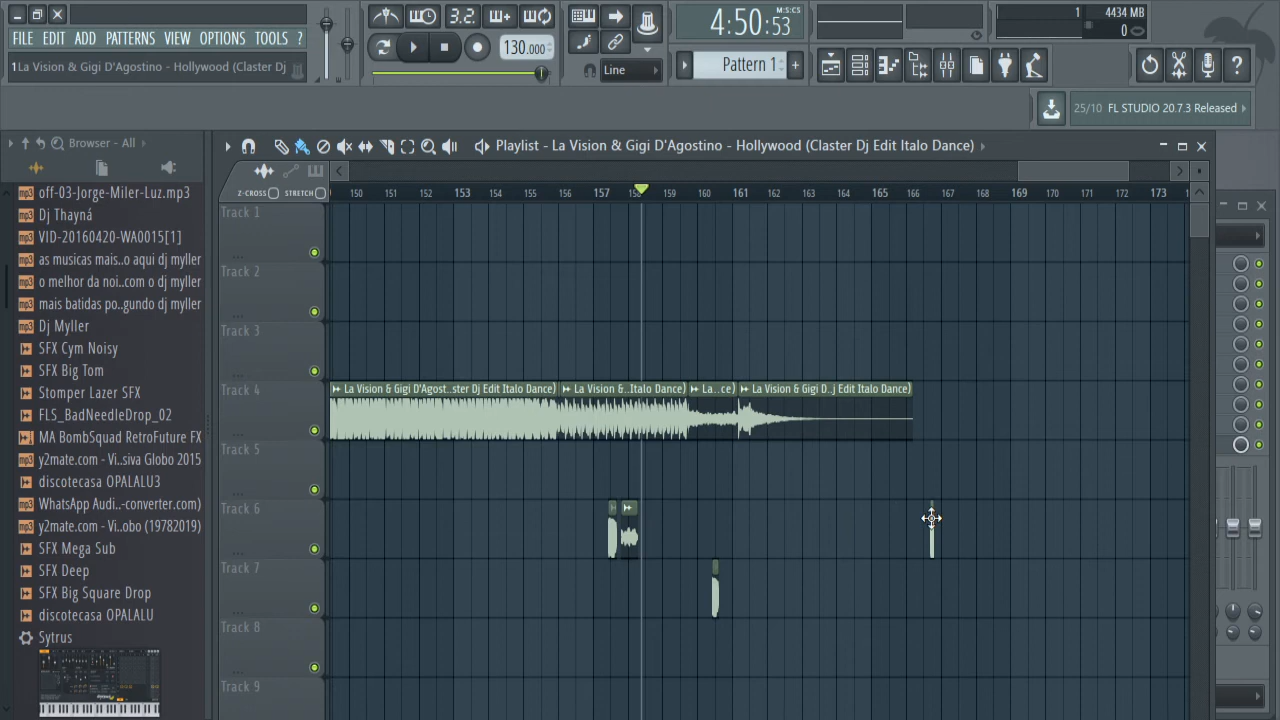 FILE EDIT ADD PATTERNS VIEW OPTIONS TOOLS ?
1La Vision & Gigi D'Agostino - Hollywood (Claster Dj
3.2.
130.000
Line
4:50:53
M:S:CS
Pattern 1
+
1
4434 MB
0
?
25/10 FL STUDIO 20.7.3 Released
Browser - All
off-03-Jorge-Miler-Luz.mp3
Dj Thayná
VID-20160420-WA0015[1]
as musicas mais..o aqui dj myller
o melhor da noi..com o dj myller
mais batidas po..gundo dj myller
Dj Myller
SFX Cym Noisy
SFX Big Tom
Stomper Lazer SFX
FLS_BadNeedleDrop_02
MA BombSquad RetroFuture FX
y2mate.com - Vi..siva Globo 2015
discotecasa OPALALU3
WhatsApp Audi..-converter.com)
y2mate.com - Vi..obo (19782019)
SFX Mega Sub
SFX Deep
SFX Big Square Drop
discotecasa OPALALU
Sytrus
Playlist - La Vision & Gigi D'Agostino - Hollywood (Claster Dj Edit Italo Dance)
Z-CROSS STRETCH
150 151 152 153 154 155 156 157 158 159 160 161 162 163 164 165 166 167 168 169 170 171 172 173
Track 1
Track 2
Track 3
Track 4
La Vision & Gigi D'Agost..ster Dj Edit Italo Dance)
La Vision &..Italo Dance)
La..ce)
La Vision & Gigi D..j Edit Italo Dance)
Track 5
Track 6
Track 7
Track 8
Track 9